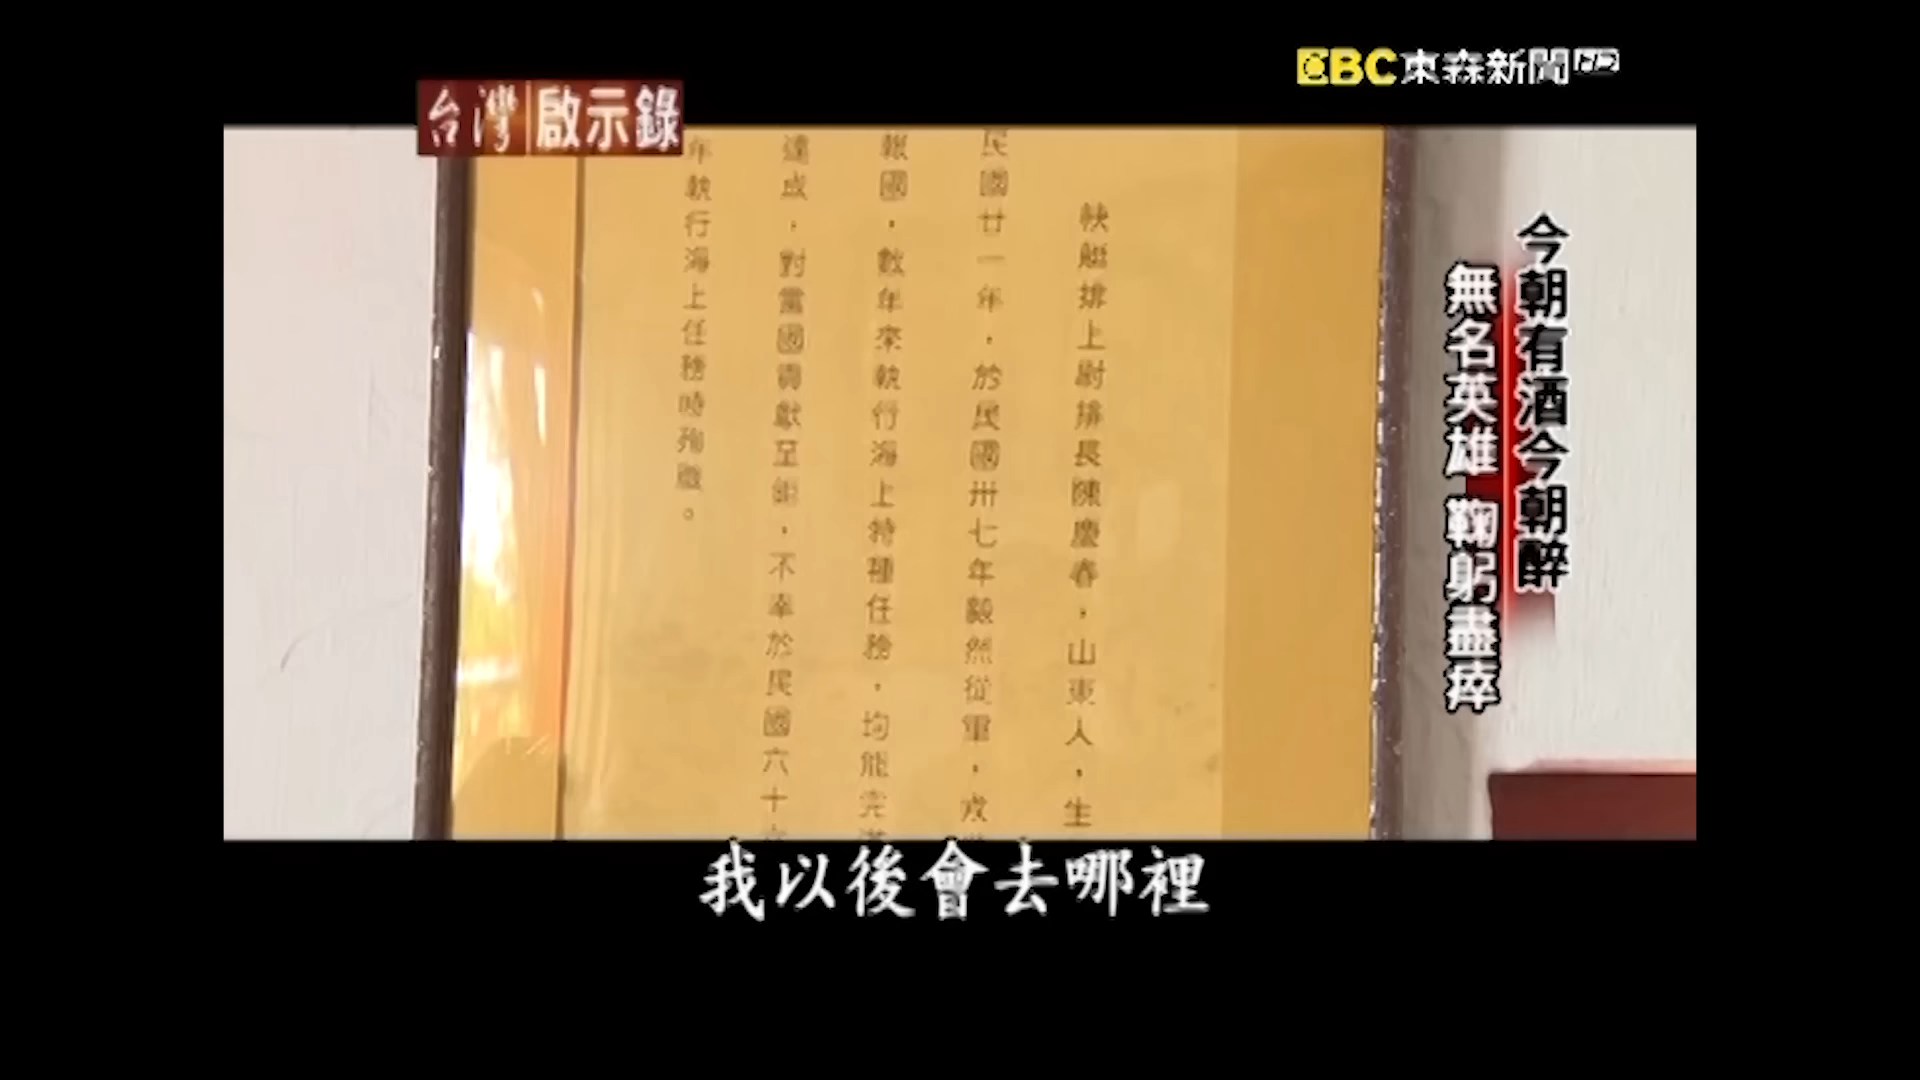 EBC東森新聞HD
台灣啟示錄
今朝有酒今朝醉
無名英雄 鞠躬盡瘁
快艇排上尉排長陳慶春，山東人，生
民國廿一年，於民國卅七年毅然從軍，戍
報國，數年來執行海上特種任務，均能完滿
達成，對黨國貢獻至鉅，不幸於民國六十
年執行海上任務時殉職。
我以後會去哪裡